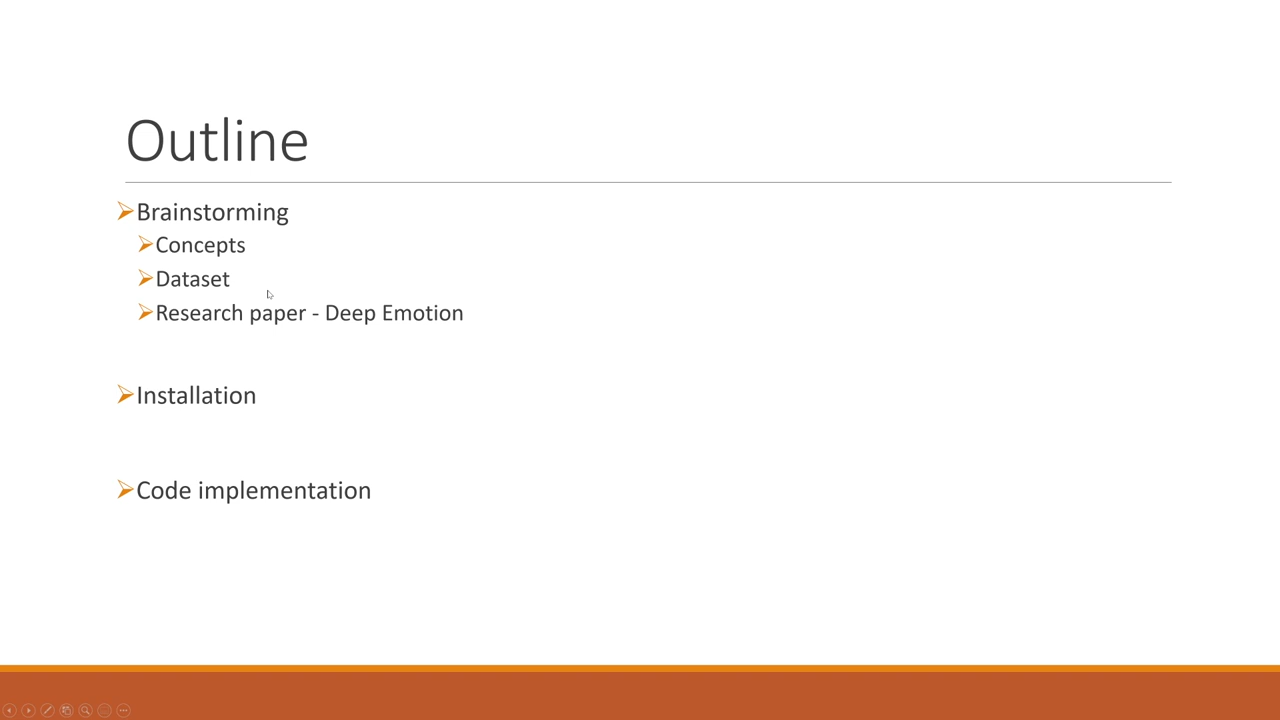 Outline
Brainstorming
Concepts
Dataset
Research paper - Deep Emotion
Installation
Code implementation